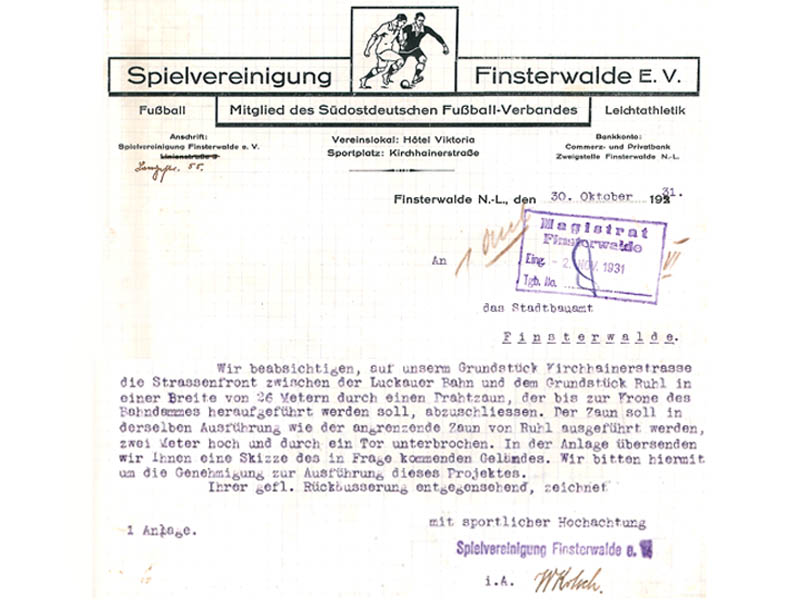 Spielvereinigung Finsterwalde E. V.
Fußball Mitglied des Südostdeutschen Fußball-Verbandes Leichtathletik
Anschrift:
Spielvereinigung Finsterwalde e. V.
Linienstraße 3
Langestr. 55.
Vereinslokal: Hôtel Viktoria
Sportplatz: Kirchhainerstraße
Bankkonto:
Commerz- und Privatbank
Zweigstelle Finsterwalde N.-L.
Finsterwalde N.-L., den 30. Oktober 1931.
Magistrat
Finsterwalde
Eing. - 2. NOV. 1931
Tgb. No.
VI
An
das Stadtbauamt
Finsterwalde.
Wir beabsichtigen, auf unserm Grundstück Kirchhainerstrasse
die Strassenfront zwischen der Luckauer Bahn und dem Grundstück Ruhl in
einer Breite von 26 Metern durch einen Drahtzaun, der bis zur Krone des
Bahndammes heraufgeführt werden soll, abzuschliessen. Der Zaun soll in
derselben Ausführung wie der angrenzende Zaun von Ruhl ausgeführt werden,
zwei Meter hoch und durch ein Tor unterbrochen. In der Anlage übersenden
wir Ihnen eine Skizze des in Frage kommenden Geländes. Wir bitten hiermit
um die Genehmigung zur Ausführung dieses Projektes.
Ihrer gefl. Rückäusserung entgegensehend, zeichnet
mit sportlicher Hochachtung
1 Anlage.
Spielvereinigung Finsterwalde e. V.
i.A.